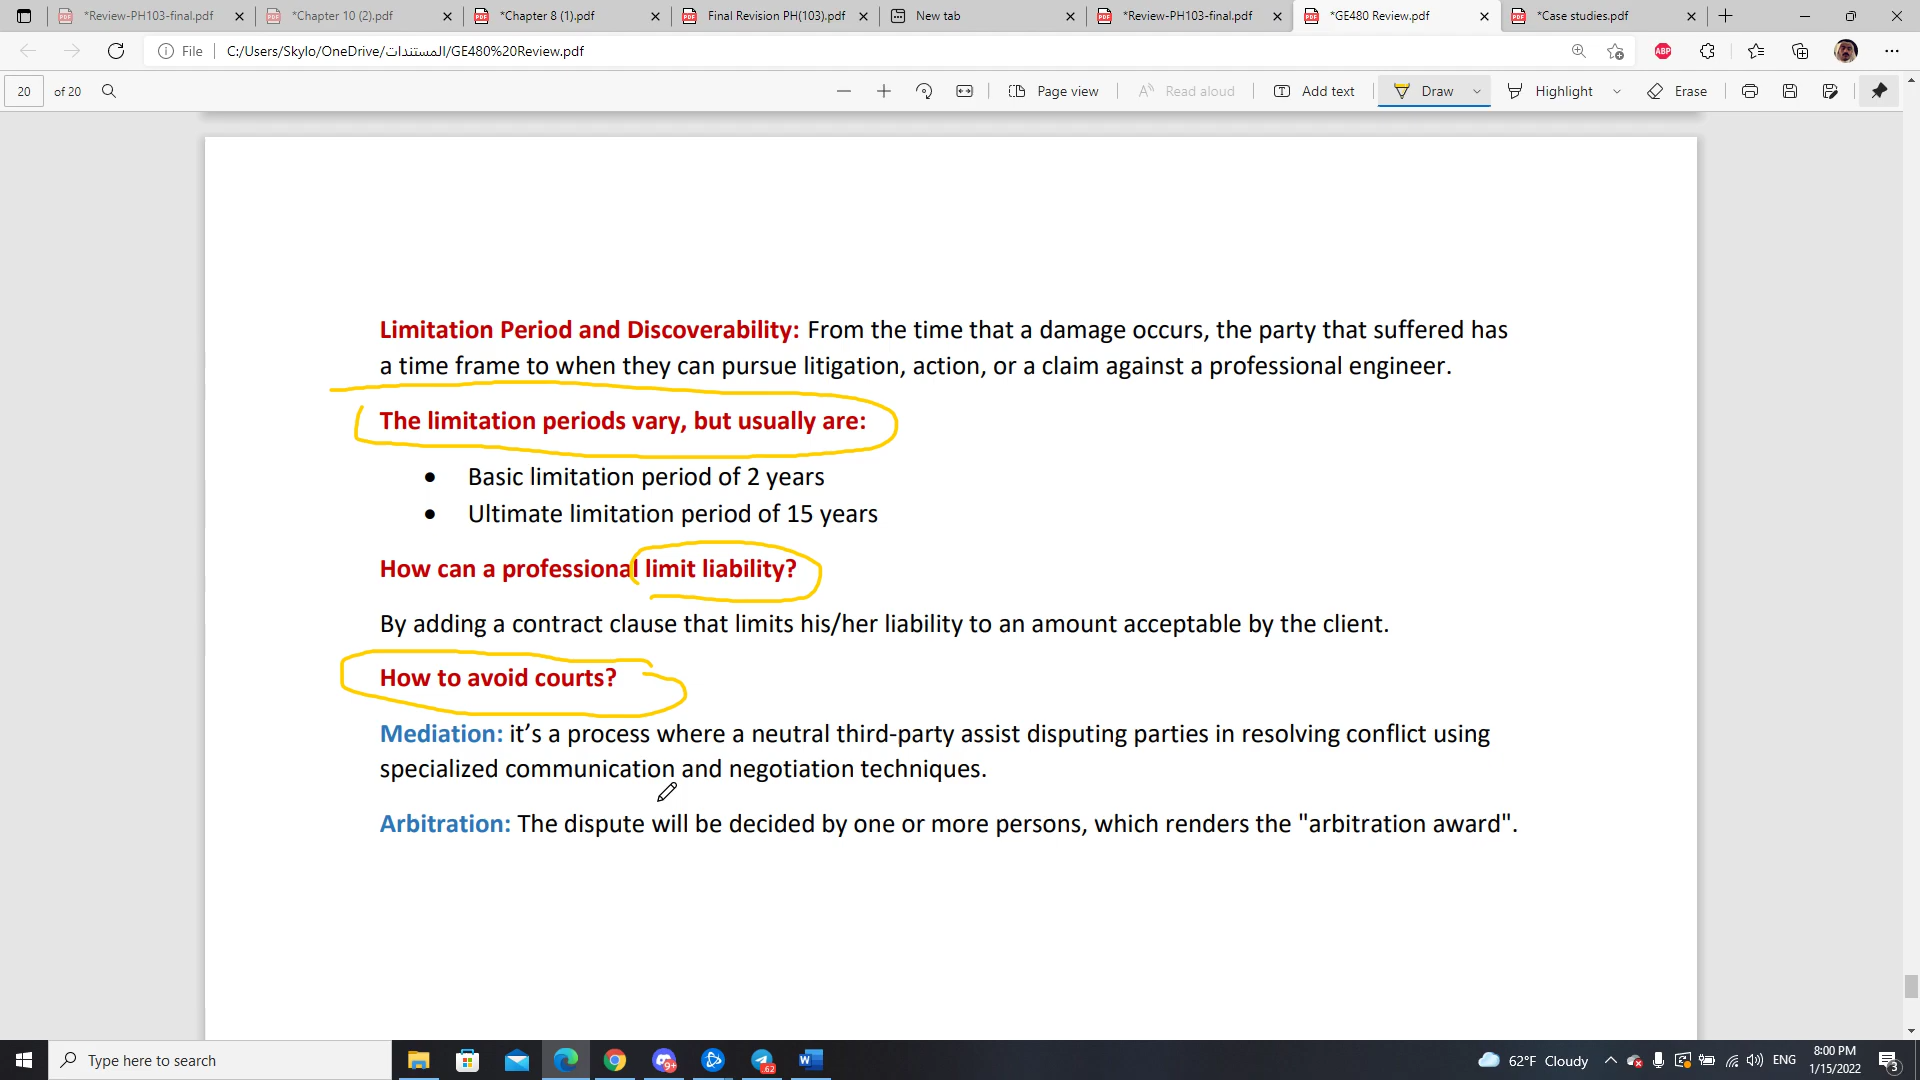 *Review-PH103-final.pdf
*Chapter 10 (2).pdf
*Chapter 8 (1).pdf
Final Revision PH(103).pdf
New tab
*Review-PH103-final.pdf
*GE480 Review.pdf
*Case studies.pdf
File
C:/Users/Skylo/OneDrive/المستندات/GE480%20Review.pdf
ABP
20 of 20
Page view
Read aloud
Add text
Draw
Highlight
Erase
Limitation Period and Discoverability: From the time that a damage occurs, the party that suffered has
a time frame to when they can pursue litigation, action, or a claim against a professional engineer.
The limitation periods vary, but usually are:
• Basic limitation period of 2 years
• Ultimate limitation period of 15 years
How can a professional limit liability?
By adding a contract clause that limits his/her liability to an amount acceptable by the client.
How to avoid courts?
Mediation: it’s a process where a neutral third-party assist disputing parties in resolving conflict using
specialized communication and negotiation techniques.
Arbitration: The dispute will be decided by one or more persons, which renders the "arbitration award".
Type here to search
9+
62
62°F Cloudy
ENG
8:00 PM
1/15/2022
3